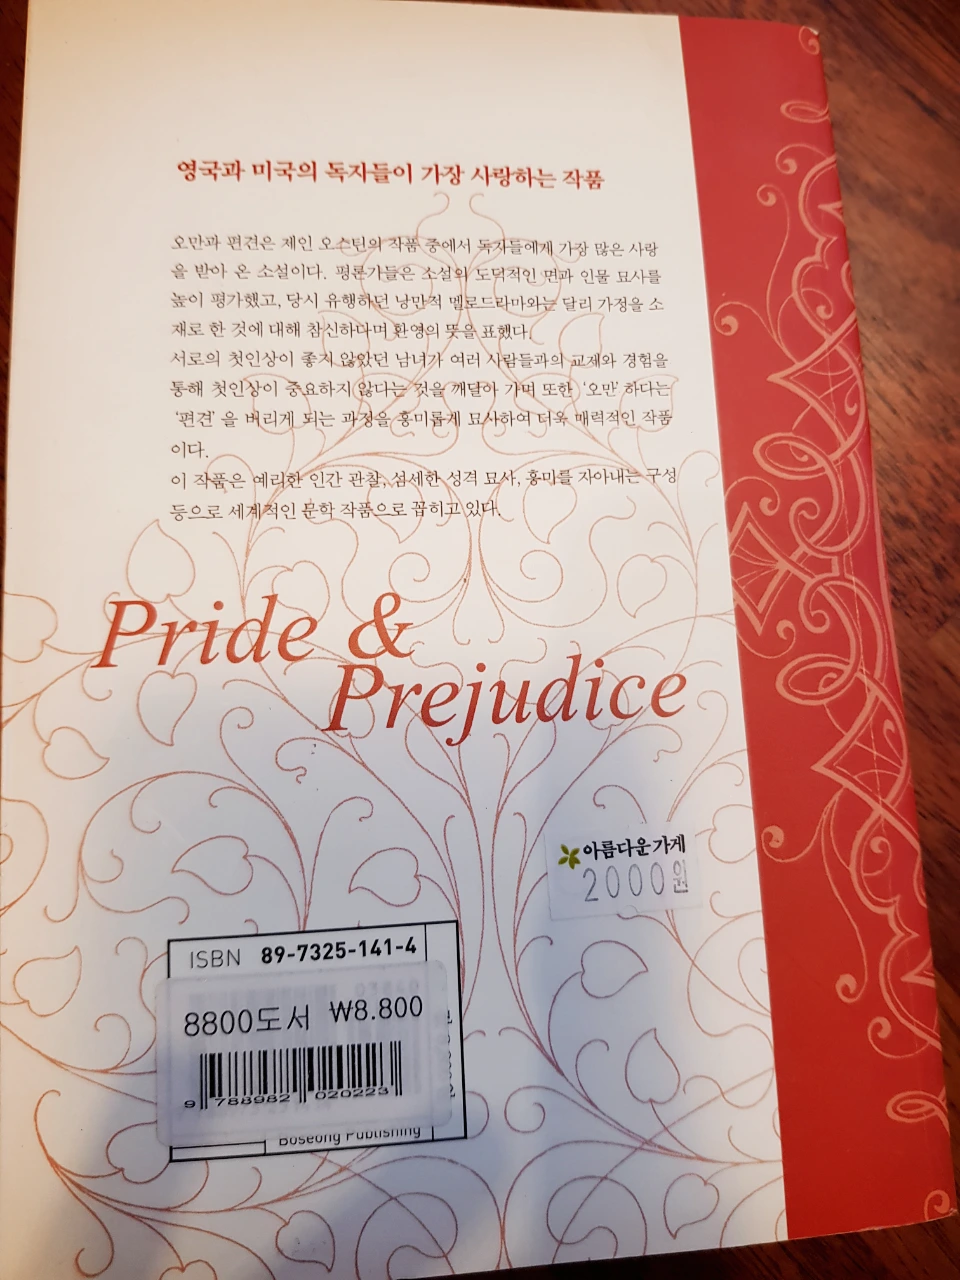 영국과 미국의 독자들이 가장 사랑하는 작품
오만과 편견은 제인 오스틴의 작품 중에서 독자들에게 가장 많은 사랑
을 받아 온 소설이다. 평론가들은 소설의 도덕적인 면과 인물 묘사를
높이 평가했고, 당시 유행하던 낭만적 멜로드라마와는 달리 가정을 소
재로 한 것에 대해 참신하다며 환영의 뜻을 표했다.
서로의 첫인상이 좋지 않았던 남녀가 여러 사람들과의 교제와 경험을
통해 첫인상이 중요하지 않다는 것을 깨달아 가며 또한 '오만' 하다는
'편견' 을 버리게 되는 과정을 흥미롭게 묘사하여 더욱 매력적인 작품
이다.
이 작품은 예리한 인간 관찰, 섬세한 성격 묘사, 흥미를 자아내는 구성
등으로 세계적인 문학 작품으로 꼽히고 있다.
Pride &
Prejudice
아름다운가게
2000원
ISBN 89-7325-141-4
8800도서 ₩8.800
9 788982 020223
Boseong Publishing